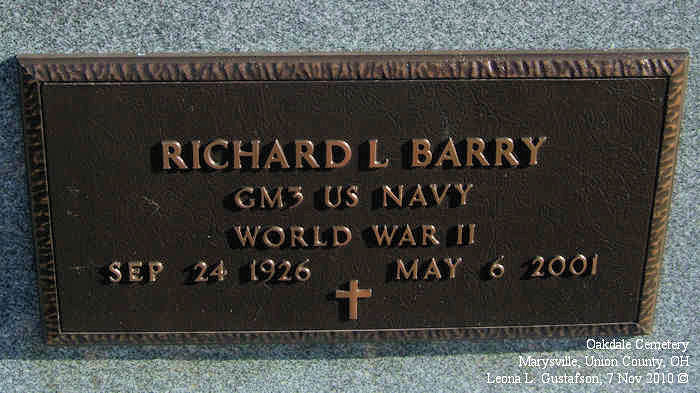 RICHARD L BARRY
GM3 US NAVY
WORLD WAR II
SEP 24 1926 MAY 6 2001
Oakdale Cemetery
Marysville, Union County, OH
Leona L. Gustafson, 7 Nov 2010 ©